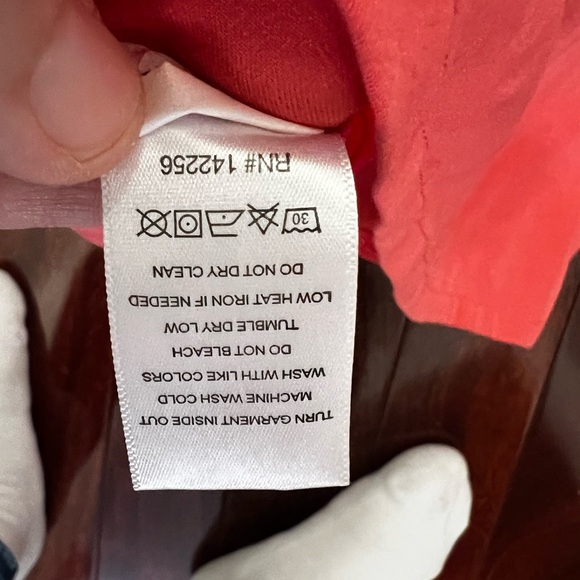 TURN GARMENT INSIDE OUT
MACHINE WASH COLD
WASH WITH LIKE COLORS
DO NOT BLEACH
TUMBLE DRY LOW
LOW HEAT IRON IF NEEDED
DO NOT DRY CLEAN
30
RN# 142256